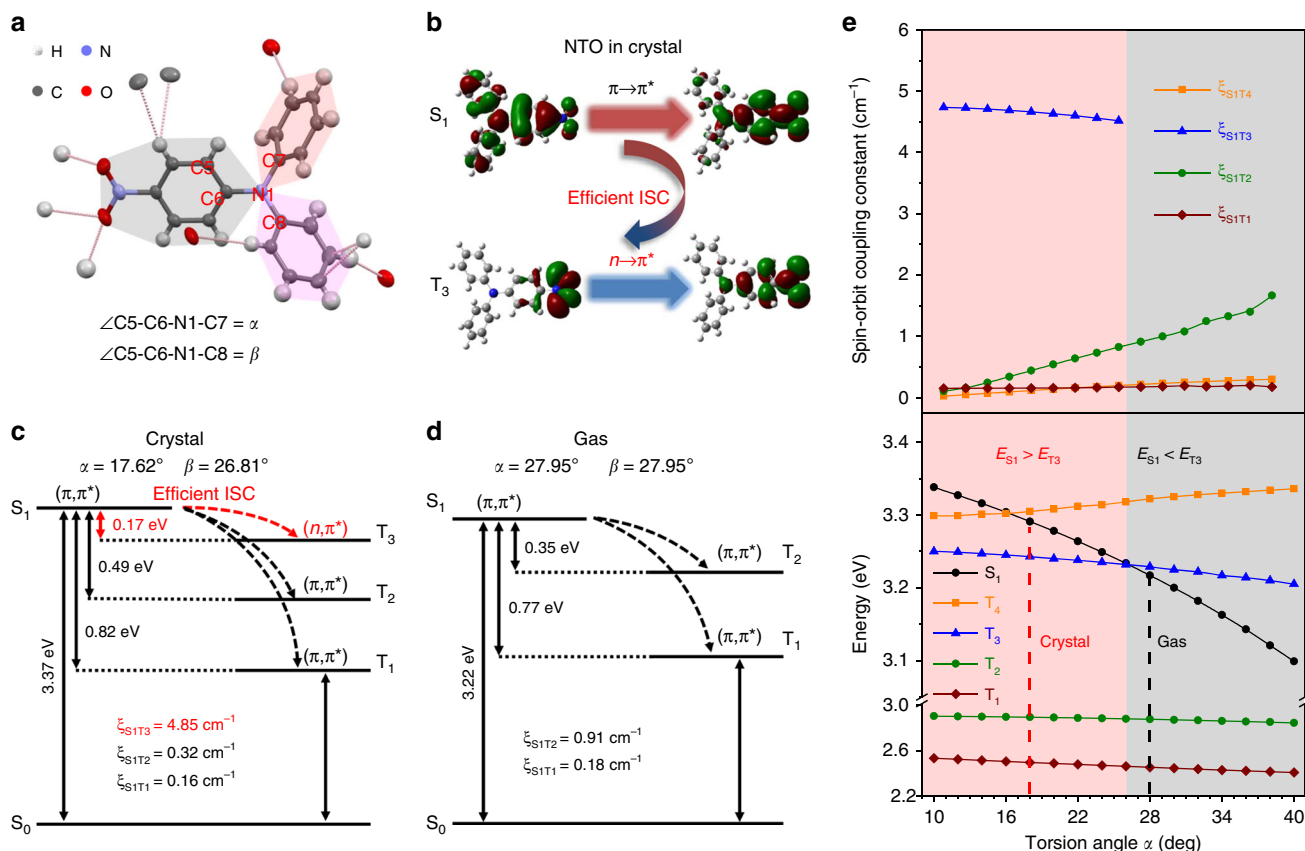 a
H N
C O
C5
C7
C6
N1
C8
∠C5-C6-N1-C7 = α
∠C5-C6-N1-C8 = β
b
NTO in crystal
S1
π→π*
Efficient ISC
T3
n→π*
c
Crystal
α = 17.62° β = 26.81°
(π,π*)
Efficient ISC
S1
0.17 eV
(n,π*)
T3
0.49 eV
(π,π*)
T2
0.82 eV
(π,π*)
T1
3.37 eV
ξS1T3 = 4.85 cm−1
ξS1T2 = 0.32 cm−1
ξS1T1 = 0.16 cm−1
S0
d
Gas
α = 27.95° β = 27.95°
(π,π*)
S1
0.35 eV
(π,π*)
T2
0.77 eV
(π,π*)
T1
3.22 eV
ξS1T2 = 0.91 cm−1
ξS1T1 = 0.18 cm−1
S0
e
Spin-orbit coupling constant (cm−1)
6
5
4
3
2
1
0
ξS1T4
ξS1T3
ξS1T2
ξS1T1
Energy (eV)
3.4
3.3
3.2
3.1
3.0
2.6
2.2
ES1 > ET3
ES1 < ET3
S1
T4
T3
T2
T1
Crystal
Gas
10 16 22 28 34 40
Torsion angle α (deg)